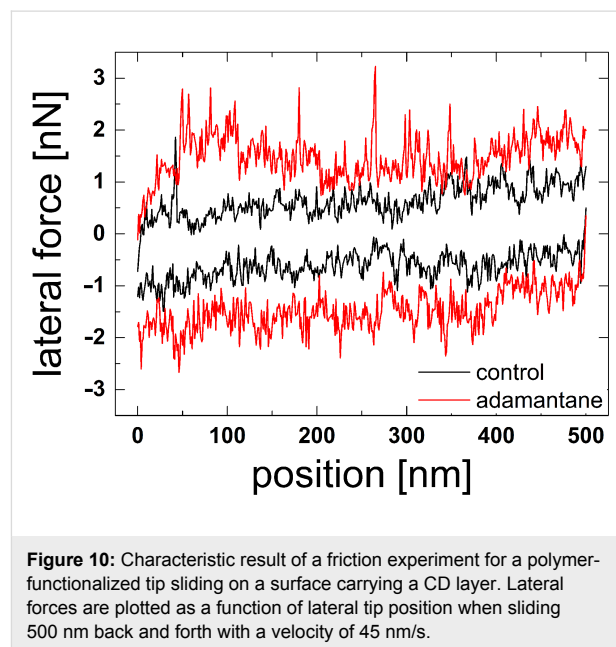 3
2
1
0
-1
-2
-3
lateral force [nN]
control
adamantane
0 100 200 300 400 500
position [nm]
Figure 10: Characteristic result of a friction experiment for a polymer-
functionalized tip sliding on a surface carrying a CD layer. Lateral
forces are plotted as a function of lateral tip position when sliding
500 nm back and forth with a velocity of 45 nm/s.